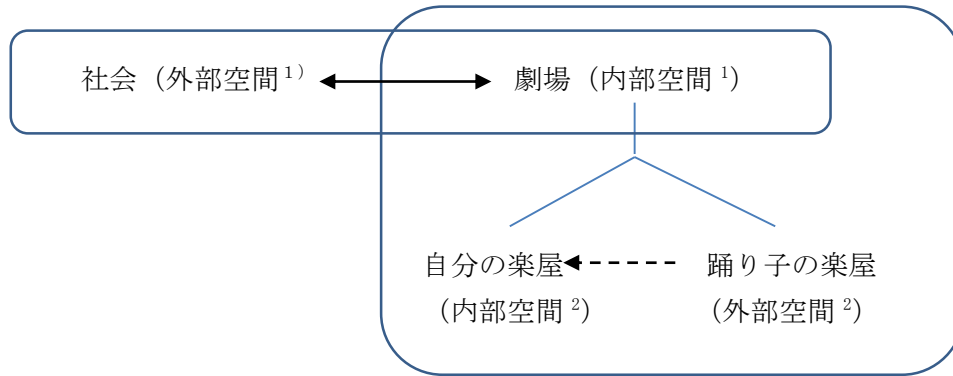 社会（外部空間¹） 劇場（内部空間¹）
自分の楽屋 踊り子の楽屋
（内部空間²） （外部空間²）